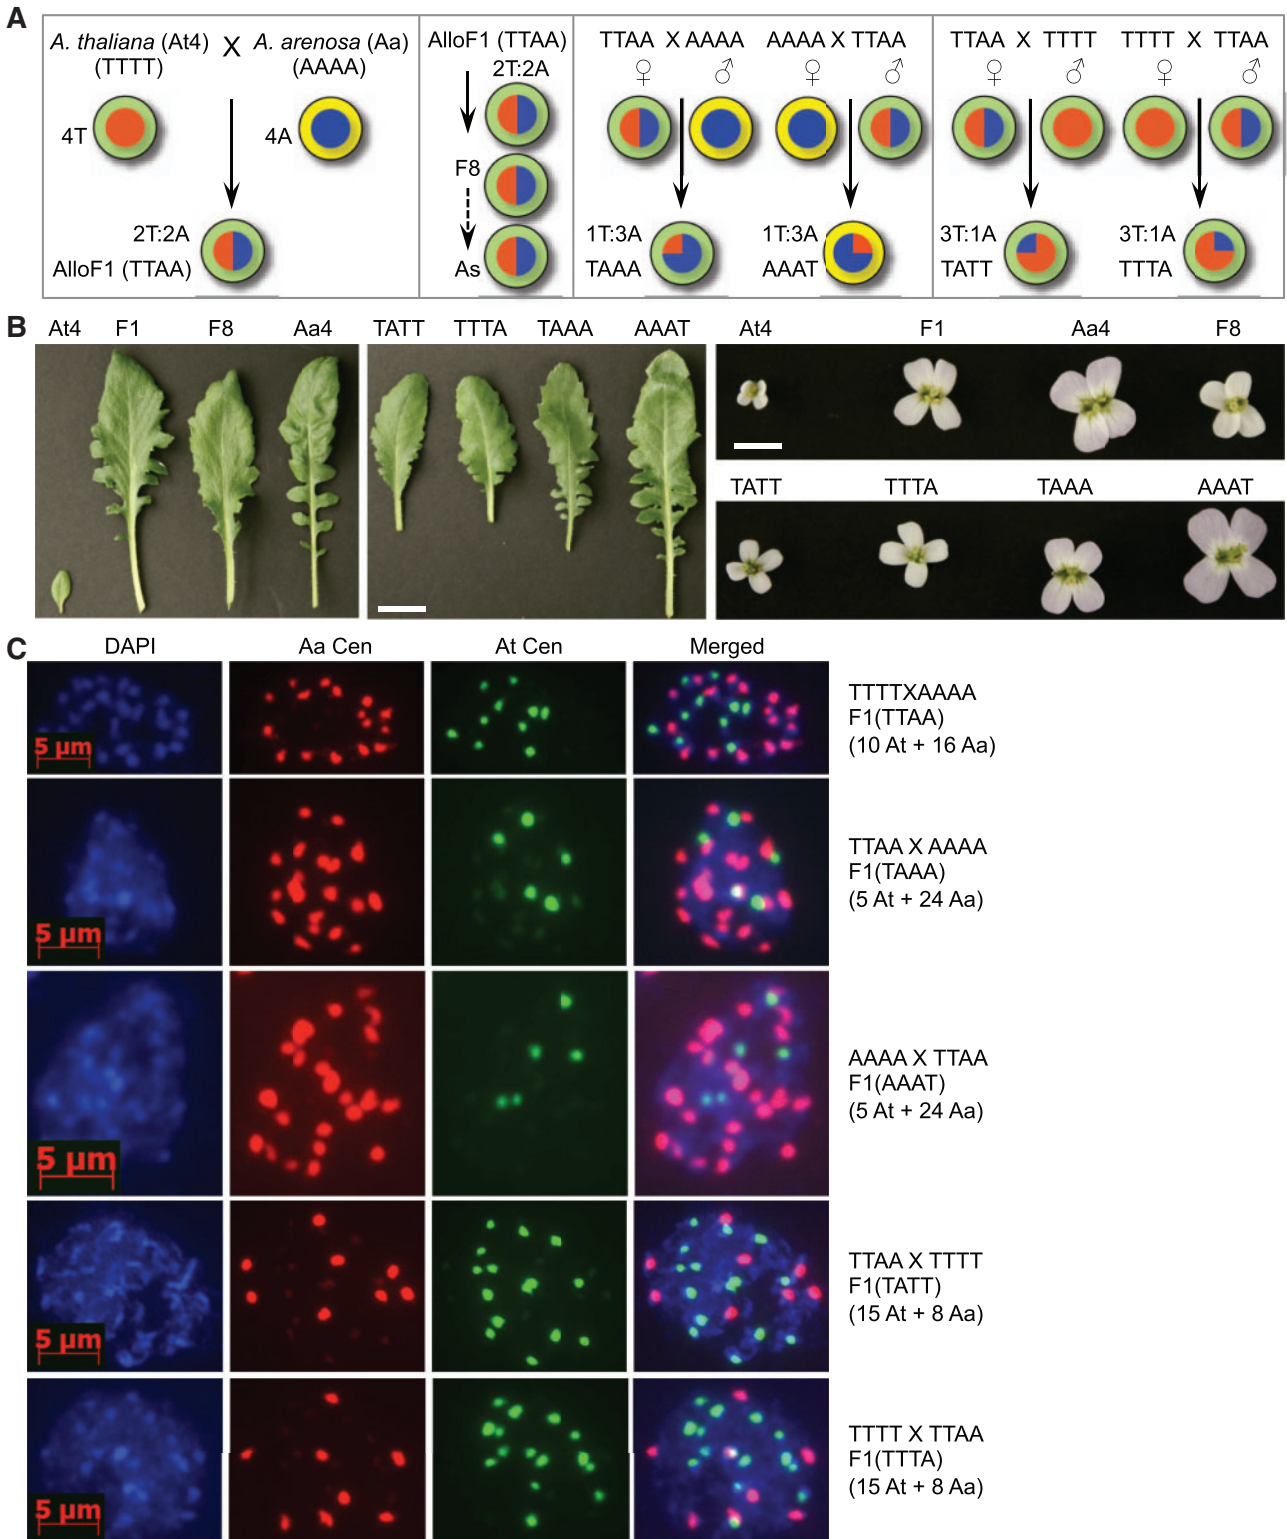 A
A. thaliana (At4) X A. arenosa (Aa)
(TTTT) (AAAA)
4T 4A
2T:2A
AlloF1 (TTAA)
AlloF1 (TTAA)
2T:2A
F8
As
TTAA X AAAA AAAA X TTAA
♀ ♂ ♀ ♂
1T:3A 1T:3A
TAAA AAAT
TTAA X TTTT TTTT X TTAA
♀ ♂ ♀ ♂
3T:1A 3T:1A
TATT TTTA
B
At4 F1 F8 Aa4 TATT TTTA TAAA AAAT At4 F1 Aa4 F8
TATT TTTA TAAA AAAT
C
DAPI Aa Cen At Cen Merged
5 µm
TTTTXAAAA
F1(TTAA)
(10 At + 16 Aa)
5 µm
TTAA X AAAA
F1(TAAA)
(5 At + 24 Aa)
5 µm
AAAA X TTAA
F1(AAAT)
(5 At + 24 Aa)
5 µm
TTAA X TTTT
F1(TATT)
(15 At + 8 Aa)
5 µm
TTTT X TTAA
F1(TTTA)
(15 At + 8 Aa)